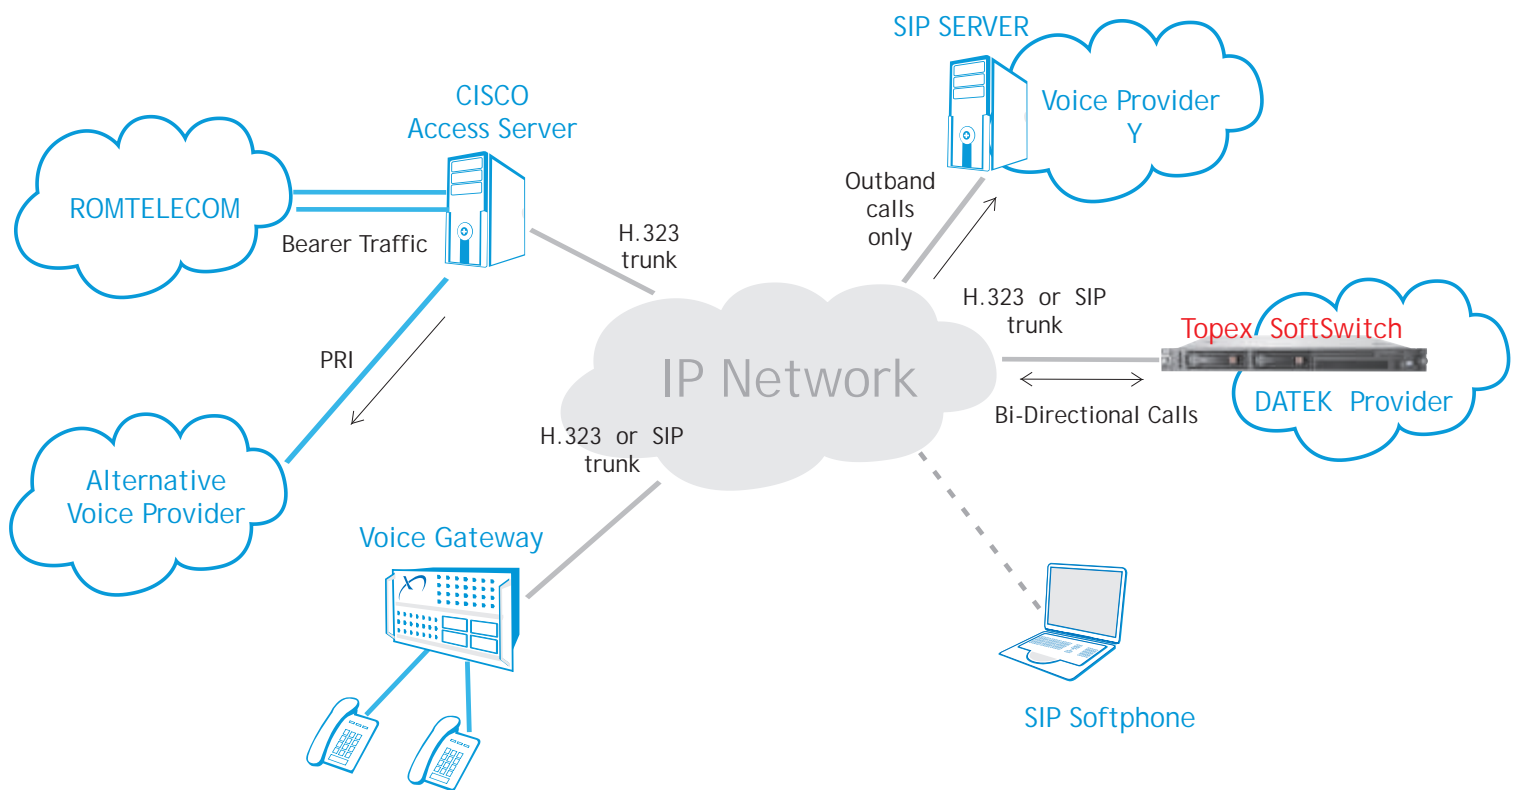 SIP SERVER
Voice Provider
Y
CISCO
Access Server
ROMTELECOM
Bearer Traffic
H.323
trunk
Outband
calls
only
H.323 or SIP
trunk
Topex SoftSwitch
PRI
IP Network
DATEK Provider
Bi-Directional Calls
H.323 or SIP
trunk
Alternative
Voice Provider
Voice Gateway
SIP Softphone